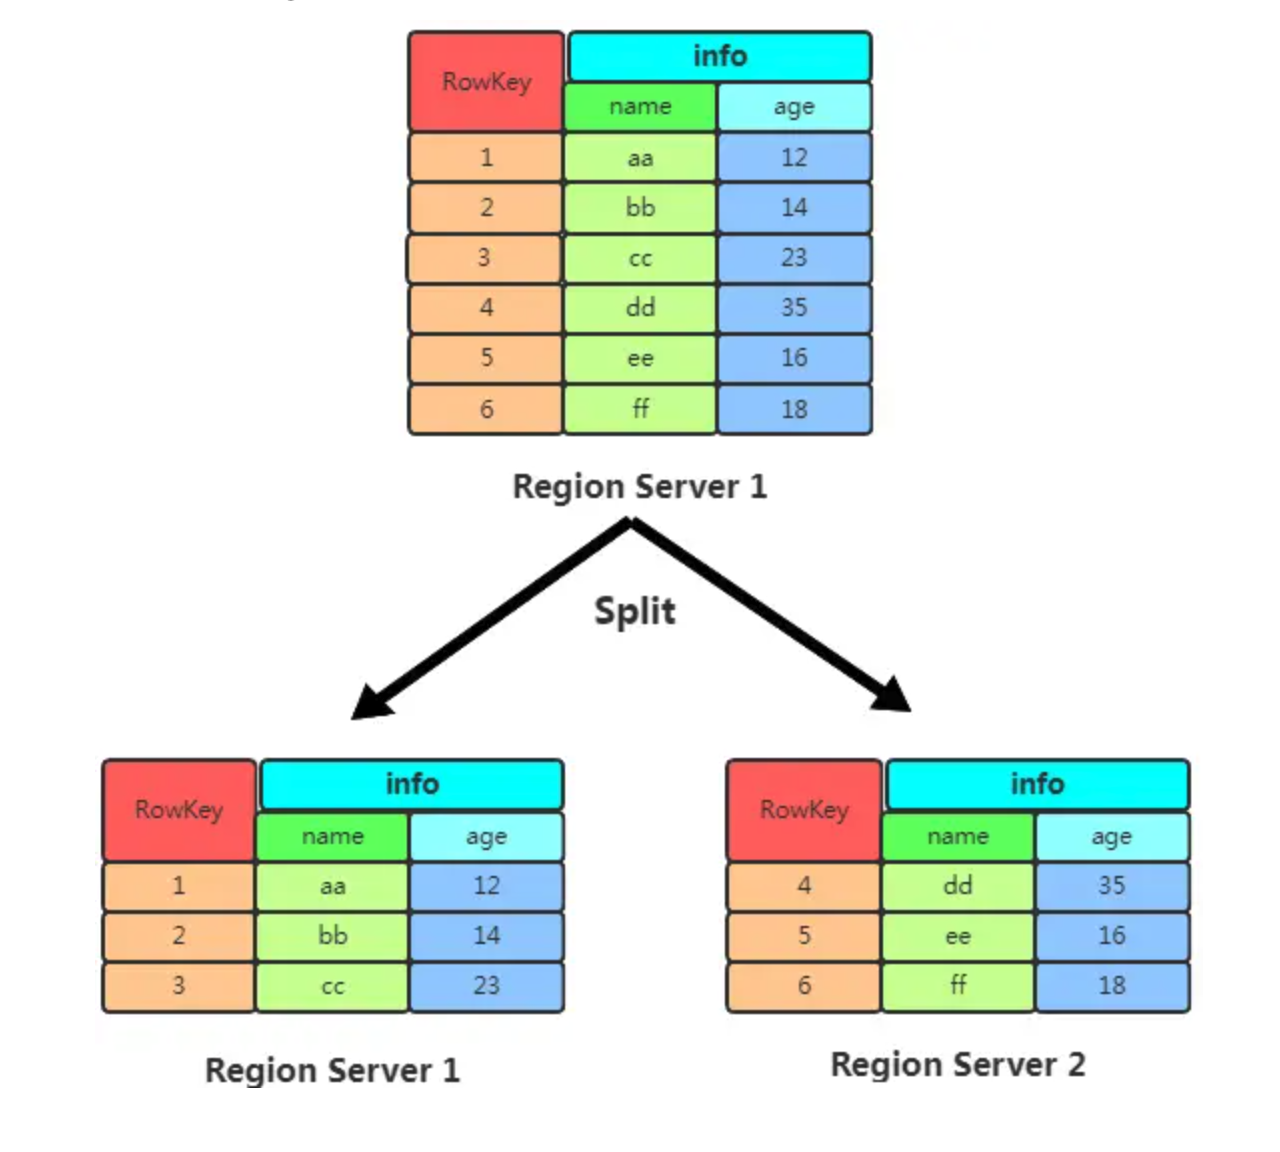 RowKey info
name age
1 aa 12
2 bb 14
3 cc 23
4 dd 35
5 ee 16
6 ff 18
Region Server 1
Split
RowKey info
name age
1 aa 12
2 bb 14
3 cc 23
Region Server 1
RowKey info
name age
4 dd 35
5 ee 16
6 ff 18
Region Server 2